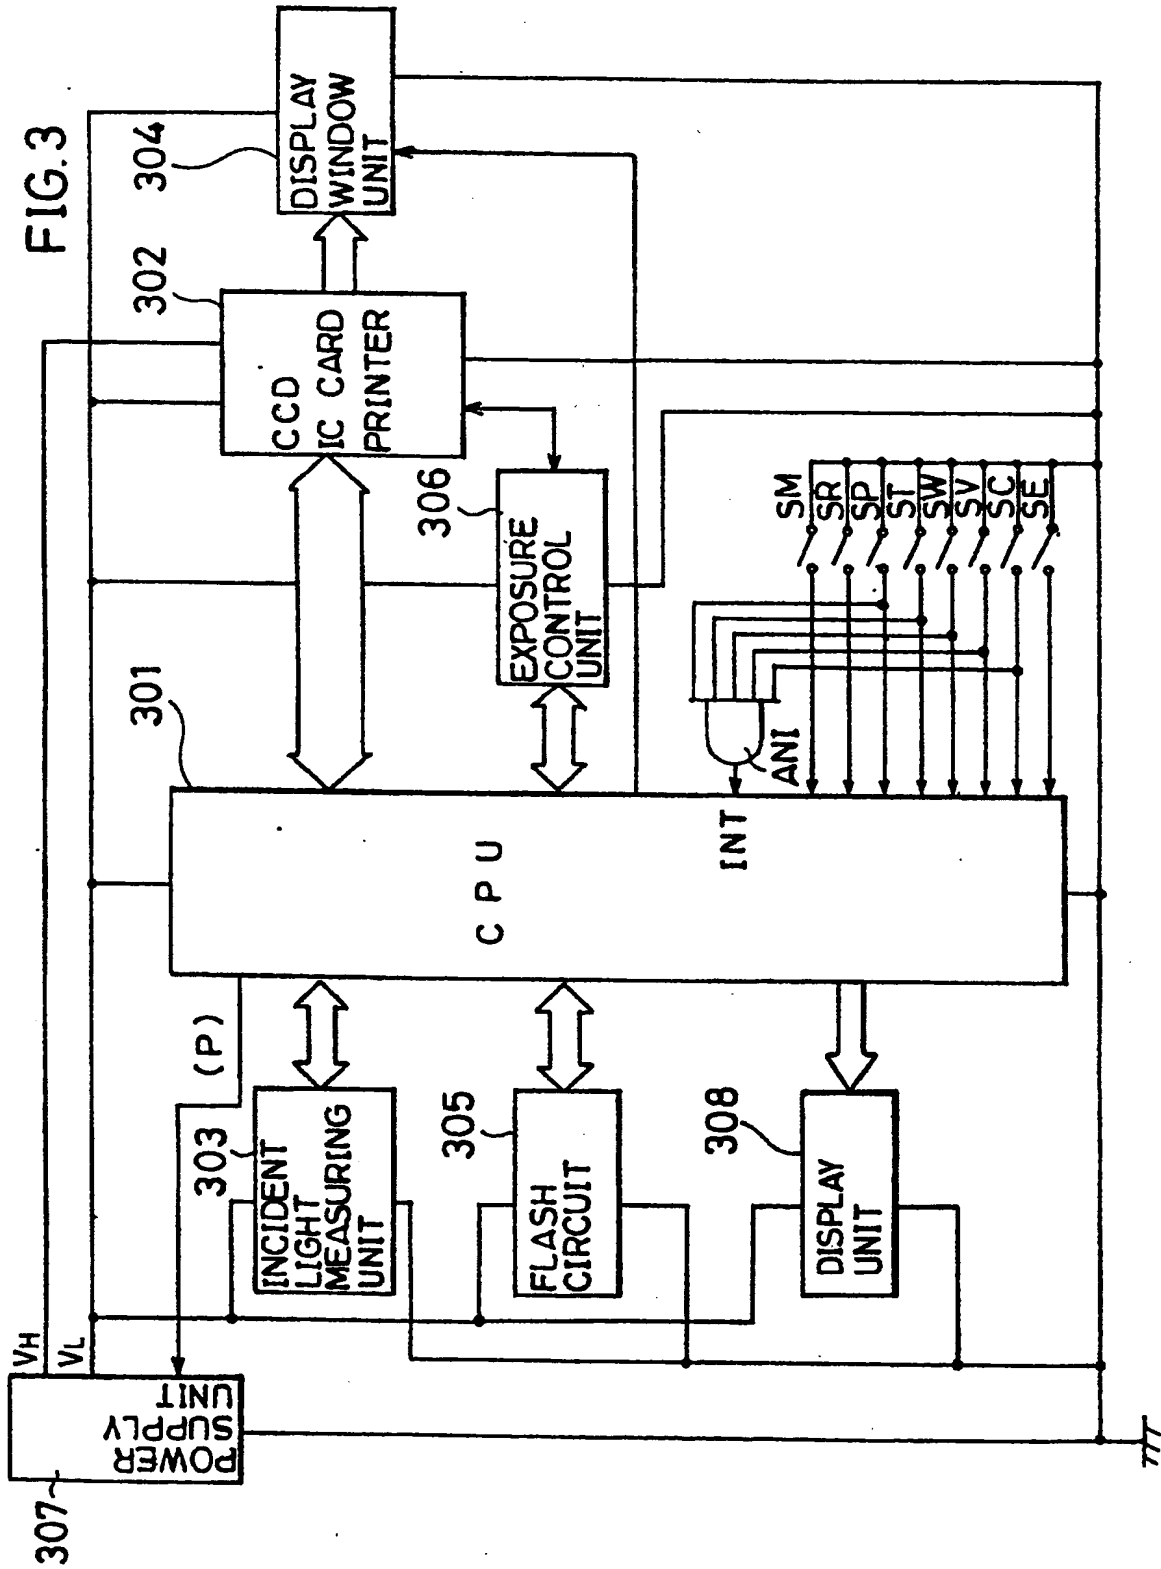 FIG.3
307
POWER
SUPPLY
UNIT
VH
VL
(P)
303
INCIDENT
LIGHT
MEASURING
UNIT
305
FLASH
CIRCUIT
308
DISPLAY
UNIT
301
CPU
INT
ANI
302
CCD
IC CARD
PRINTER
304
DISPLAY
WINDOW
UNIT
306
EXPOSURE
CONTROL
UNIT
SM
SR
SP
ST
SW
SV
SC
SE